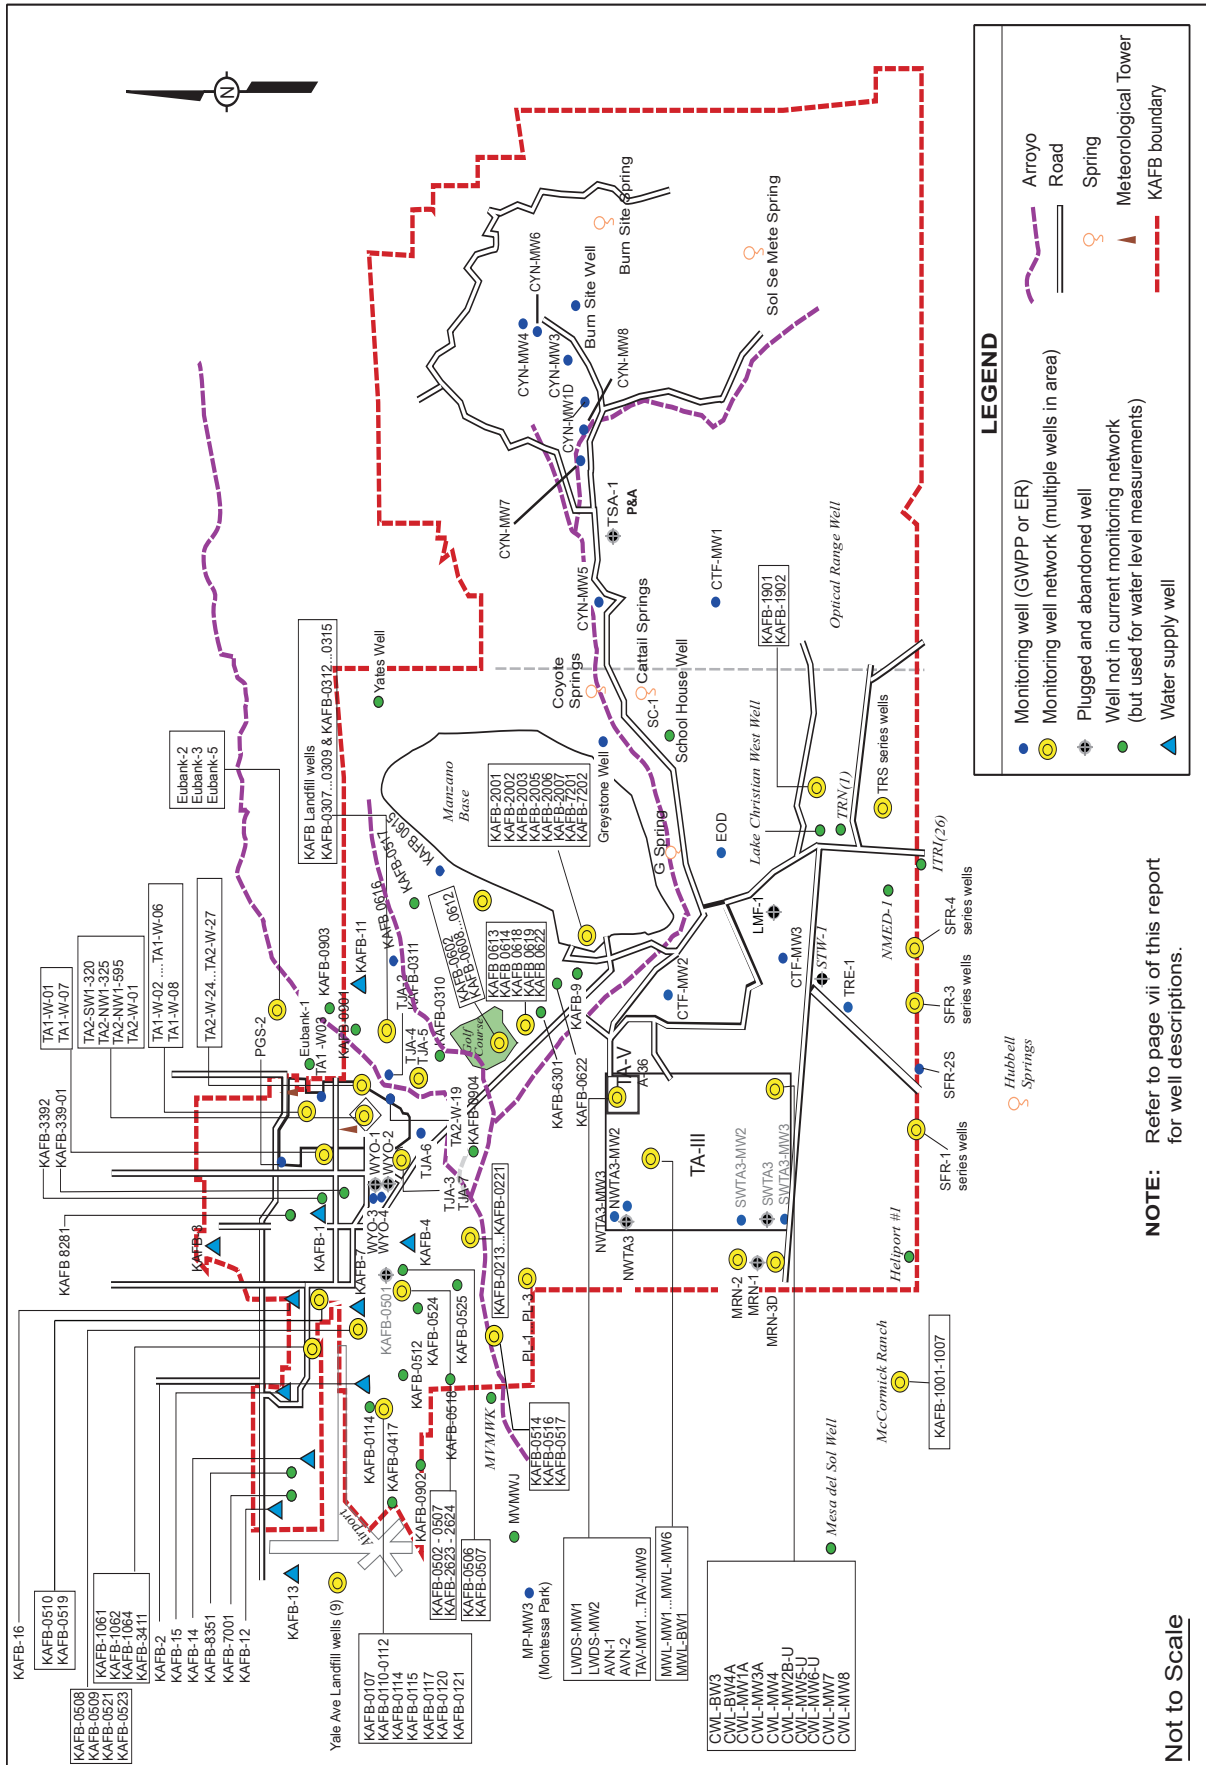 N
KAFB-16
KAFB-0510
KAFB-0519
KAFB-0508
KAFB-0509
KAFB-0521
KAFB-0523
KAFB-1061
KAFB-1062
KAFB-1064
KAFB-3411
KAFB-2
KAFB-15
KAFB-14
KAFB-8351
KAFB-7001
KAFB-12
KAFB-13
Yale Ave Landfill wells (9)
KAFB-0107
KAFB-0110-0112
KAFB-0114
KAFB-0115
KAFB-0117
KAFB-0120
KAFB-0121
Airport
KAFB 8281
KAFB-3392
KAFB-339-01
TA1-W-01
TA1-W-07
TA2-SW1-320
TA2-NW1-325
TA2-NW1-595
TA2-W-01
TA1-W-02 ....TA1-W-06
TA1-W-08
TA2-W-24...TA2-W-27
PGS-2
Eubank-2
Eubank-3
Eubank-5
Eubank-1
TA1 -W03
KAFB-0903
KAFB-0901
KAFB-11
KAFB Landfill wells
KAFB-0307...0309 & KAFB-0312...0315
KAFB-8
KAFB-1
KAFB-7
KAFB-4
WYO-1
WYO-2
WYO-3
WYO-4
KAFB-0501
KAFB-0114
KAFB-0417
KAFB-0902
KAFB-0512
KAFB-0524
KAFB-0525
KAFB-0518
KAFB-0502 - 0507
KAFB-2623 - 2624
KAFB-0506
KAFB-0507
KAFB-0514
KAFB-0516
KAFB-0517
MVMWK
MVMWJ
MP-MW3
(Montessa Park)
PL-1
PL-3
KAFB-0213...KAFB-0221
TJA-3
TJA-7
TJA-6
TA2-W-19
KAFB-0904
TJA-2
TJA-4
TJA-5
KAFB-0311
KAFB-0310
KAFB 0616
KAFB-0517
KAFB 0615
KAFB-0602
KAFB-0608...0612
Golf
Course
KAFB 0613
KAFB 0614
KAFB 0618
KAFB 0619
KAFB 0622
KAFB-6301
KAFB-0622
KAFB-9
Manzano
Base
KAFB-2001
KAFB-2002
KAFB-2003
KAFB-2005
KAFB-2006
KAFB-2007
KAFB-7201
KAFB-7202
Greystone Well
Yates Well
Coyote
Springs
Cattail Springs
SC-1
School House Well
G Spring
EOD
CYN-MW5
CYN-MW7
CYN-MW1D
CYN-MW3
CYN-MW4
CYN-MW6
CYN-MW8
TSA-1
P&A
CTF-MW1
Burn Site Well
Burn Site Spring
Sol Se Mete Spring
Optical Range Well
KAFB-1901
KAFB-1902
Lake Christian West Well
TRN(1)
TRS series wells
ITRI(26)
NMED-1
LMF-1
CTF-MW3
CTF-MW2
STW-1
TRE-1
SFR-4
series wells
SFR-3
series wells
SFR-2S
SFR-1
series wells
Hubbell
Springs
TA-V
A-36
TA-III
NWTA3-MW3
NWTA3-MW2
NWTA3
SWTA3-MW2
SWTA3
SWTA3-MW3
MRN-2
MRN-1
MRN-3D
Heliport #1
McCormick Ranch
KAFB-1001-1007
Mesa del Sol Well
LWDS-MW1
LWDS-MW2
AVN-1
AVN-2
TAV-MW1...TAV-MW9
MWL-MW1...MWL-MW6
MWL-BW1
CWL-BW3
CWL-BW4A
CWL-MW1A
CWL-MW3A
CWL-MW4
CWL-MW2B-U
CWL-MW5-U
CWL-MW6-U
CWL-MW7
CWL-MW8
LEGEND
Monitoring well (GWPP or ER)
Monitoring well network (multiple wells in area)
Plugged and abandoned well
Well not in current monitoring network
(but used for water level measurements)
Water supply well
Arroyo
Road
Spring
Meteorological Tower
KAFB boundary
NOTE: Refer to page vii of this report
for well descriptions.
Not to Scale